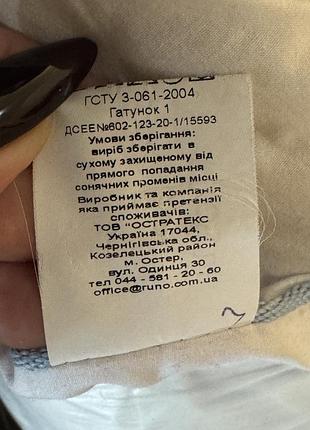 ГСТУ 3-061-2004
Гатунок 1
ДСЕЕ№602-123-20-1/15593
Умови зберігання:
виріб зберігати в
сухому захищеному від
прямого попадання
сонячних променів місці
Виробник та компанія
яка приймає претензії
споживачів:
ТОВ "ОСТРАТЕКС"
Україна 17044,
Чернігівська обл.,
Козелецький район
м. Остер,
вул. Одинця 30
тел 044 - 581 - 20 - 60
office@runo.com.ua